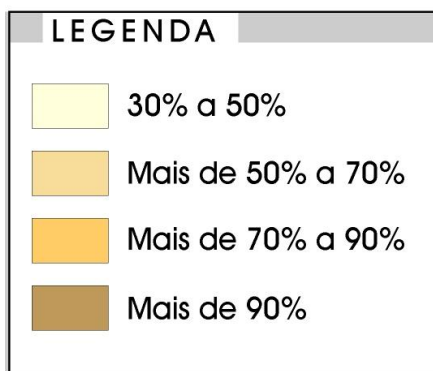 LEGENDA
30% a 50%
Mais de 50% a 70%
Mais de 70% a 90%
Mais de 90%